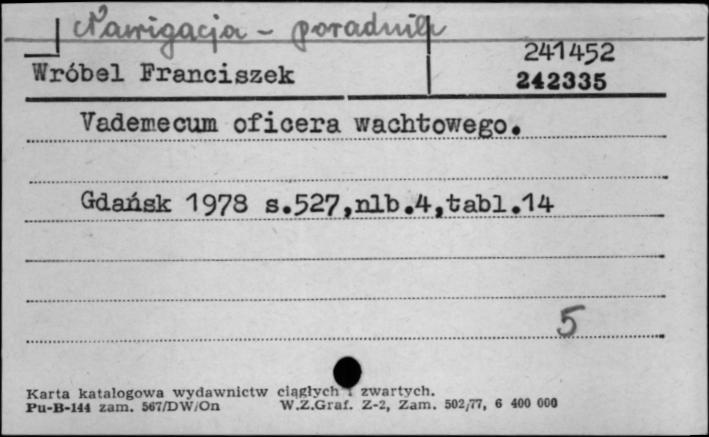 Nawigacja - poradnik
241452
Wróbel Franciszek
242335
Vademecum oficera wachtowego.
Gdańsk 1978 s.527,nlb.4,tabl.14
5
Karta katalogowa wydawnictw ciągłych i zwartych.
Pu-B-144 zam. 567/DW/On W.Z.Graf. Z-2, Zam. 502/77, 6 400 000